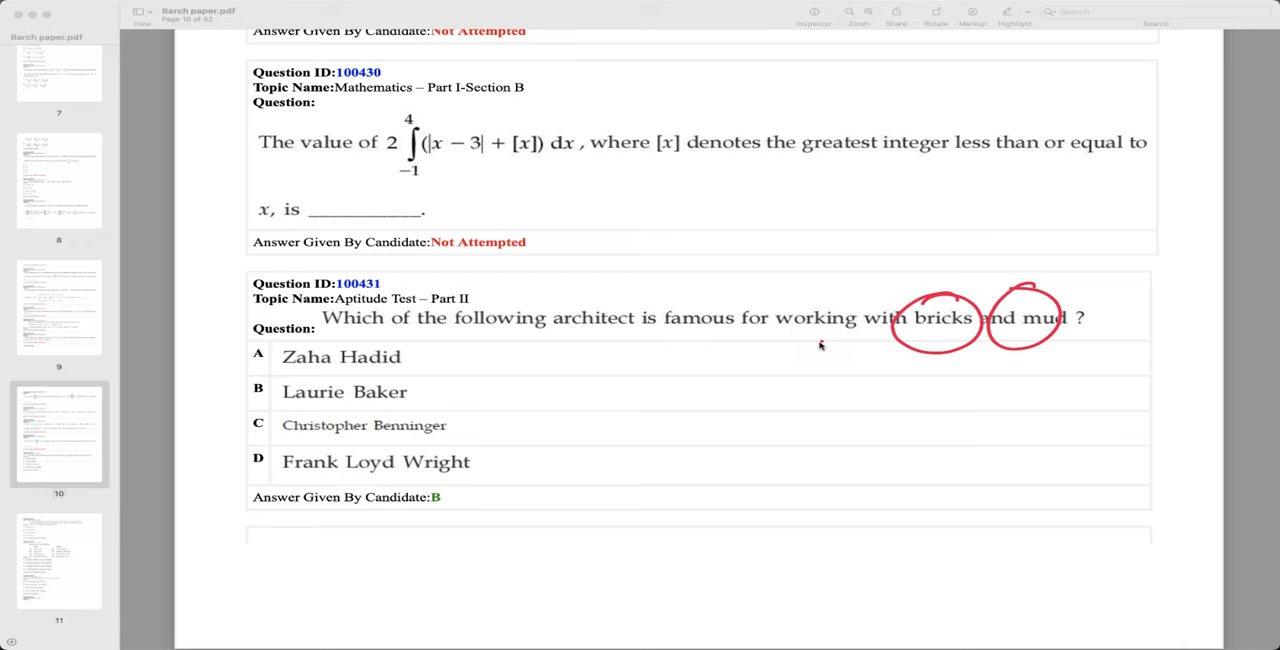 Barch paper.pdf
Page 10 of 42
View
Inspector
Zoom
Share
Rotate
Markup
Highlight
Search
Search
Barch paper.pdf
7
8
9
10
11
Answer Given By Candidate:Not Attempted
Question ID:100430
Topic Name:Mathematics – Part I-Section B
Question:
The value of 2 ∫_{−1}^{4} (|x − 3| + [x]) dx , where [x] denotes the greatest integer less than or equal to
x, is ___________.
Answer Given By Candidate:Not Attempted
Question ID:100431
Topic Name:Aptitude Test – Part II
Question: Which of the following architect is famous for working with bricks and mud ?
A Zaha Hadid
B Laurie Baker
C Christopher Benninger
D Frank Loyd Wright
Answer Given By Candidate:B